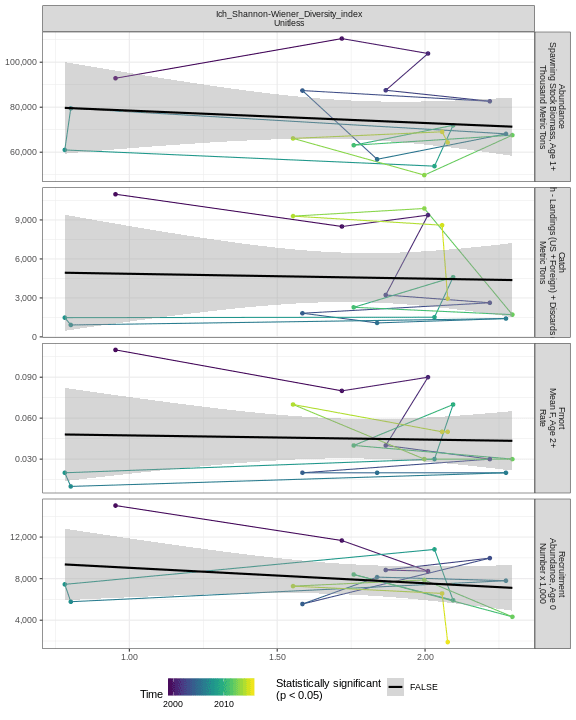 Ich_Shannon-Wiener_Diversity_index
Unitless
100,000
80,000
60,000
Abundance
Spawning Stock Biomass, Age 1+
Thousand Metric Tons
9,000
6,000
3,000
0
Catch
h - Landings (US +Foreign) + Discards
Metric Tons
0.090
0.060
0.030
Fmort
Mean F, Age 2+
Rate
12,000
8,000
4,000
Recruitment
Abundance, Age 0
Number x 1,000
1.00
1.50
2.00
Time
2000
2010
Statistically significant
(p < 0.05)
FALSE